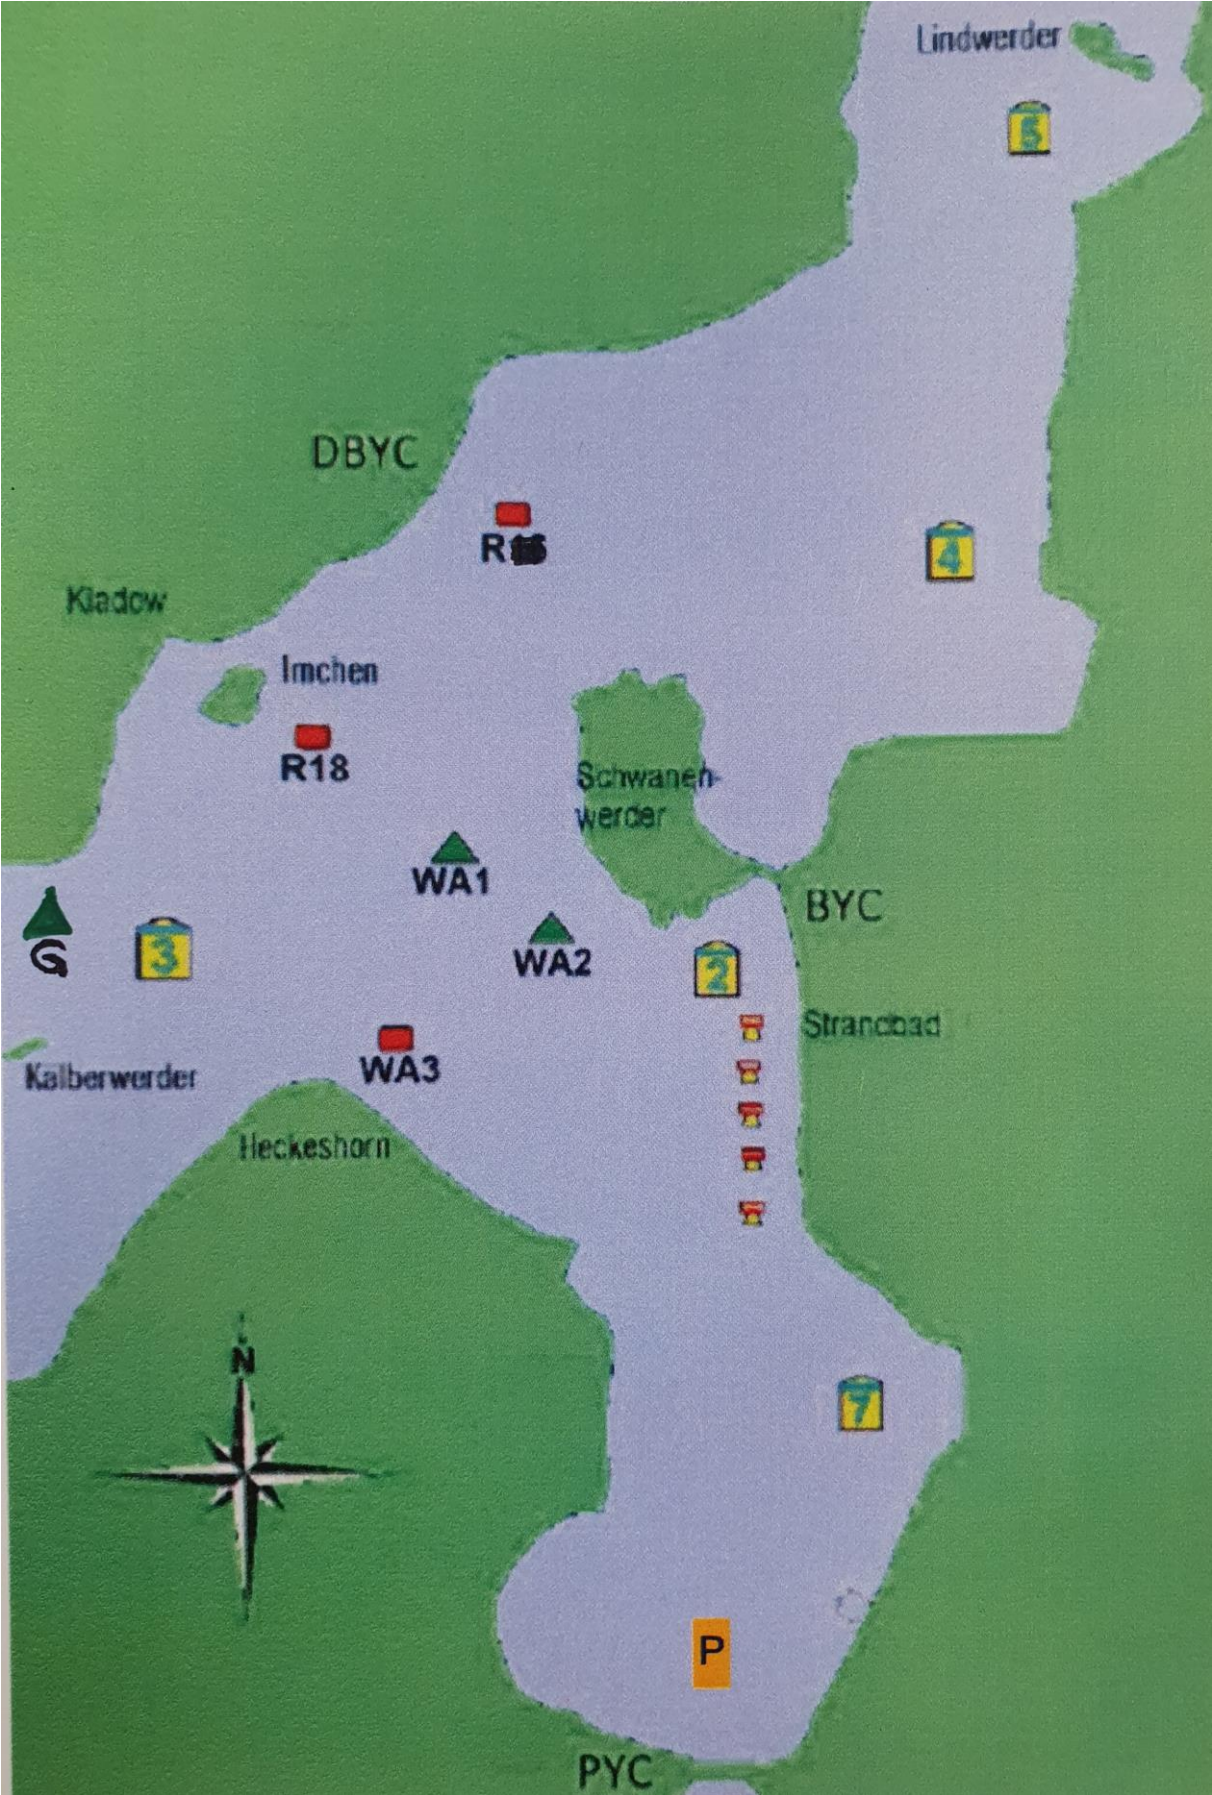 Lindwerder
5
DBYC
R
4
Kladow
Imchen
R18
Schwanen-
werder
WA1
BYC
G
3
WA2
2
Strandbad
WA3
Kalberwerder
Heckeshorn
N
7
P
PYC